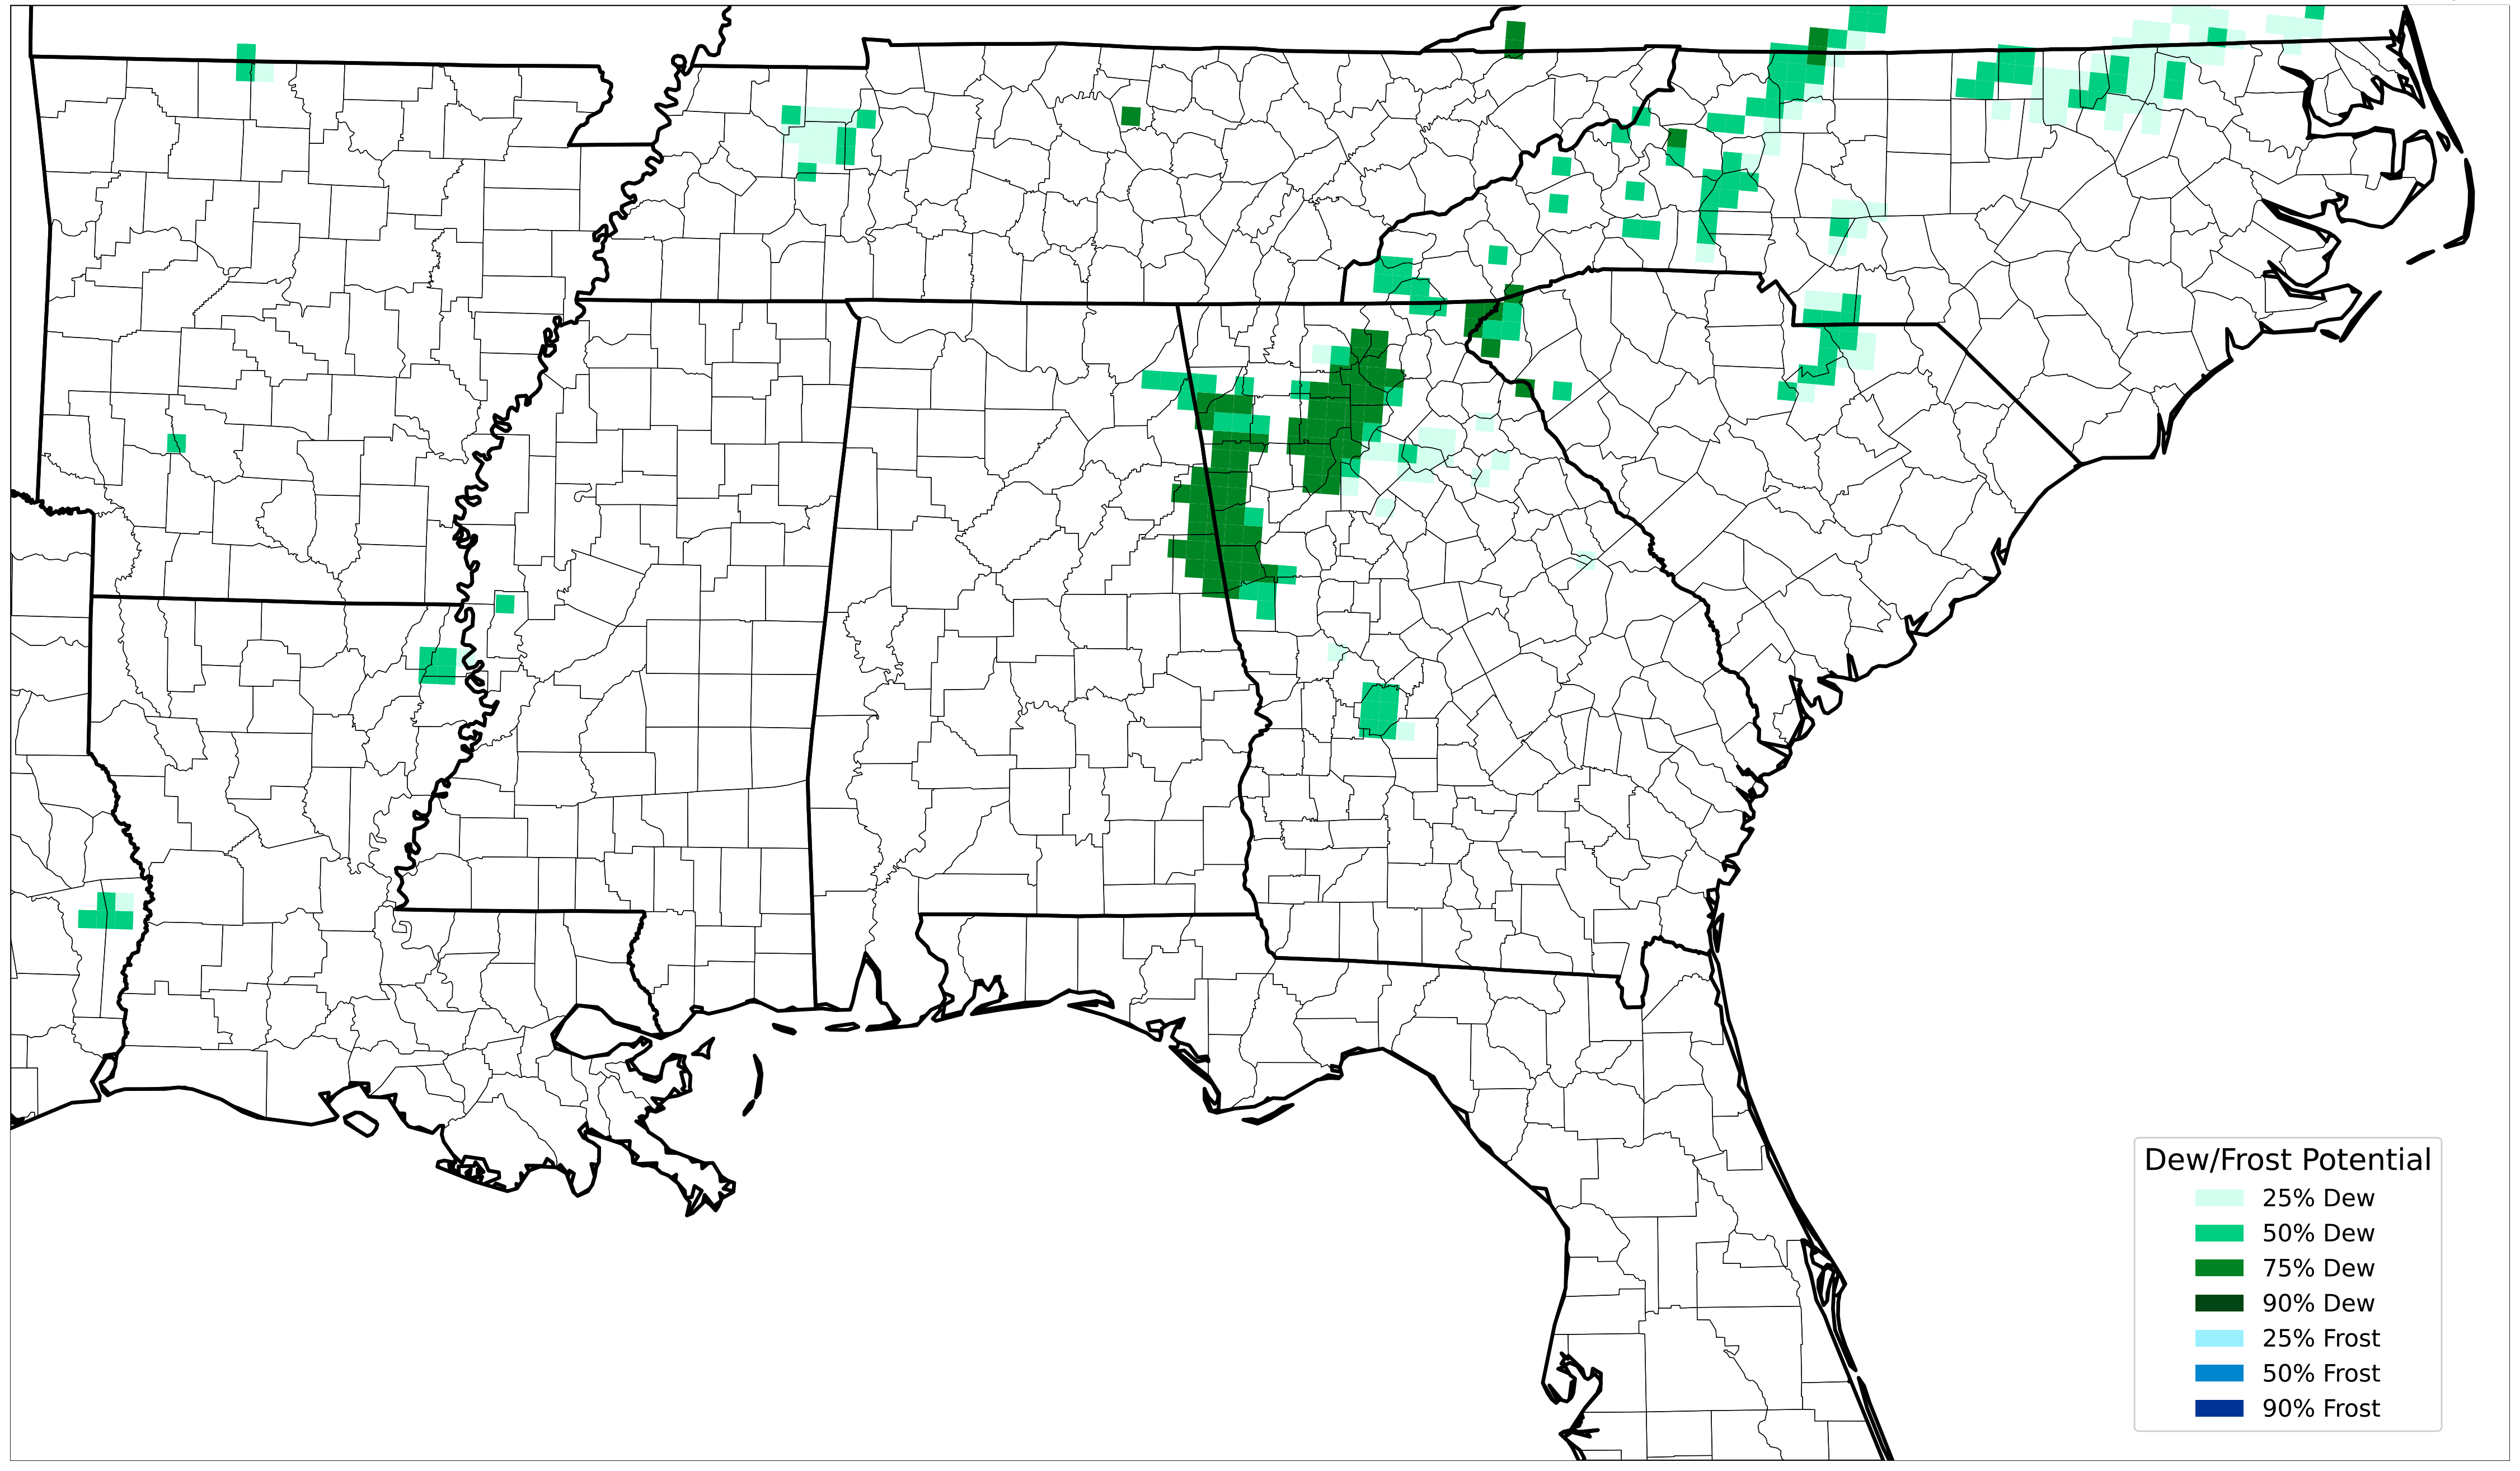 Dew/Frost Potential
25% Dew
50% Dew
75% Dew
90% Dew
25% Frost
50% Frost
90% Frost